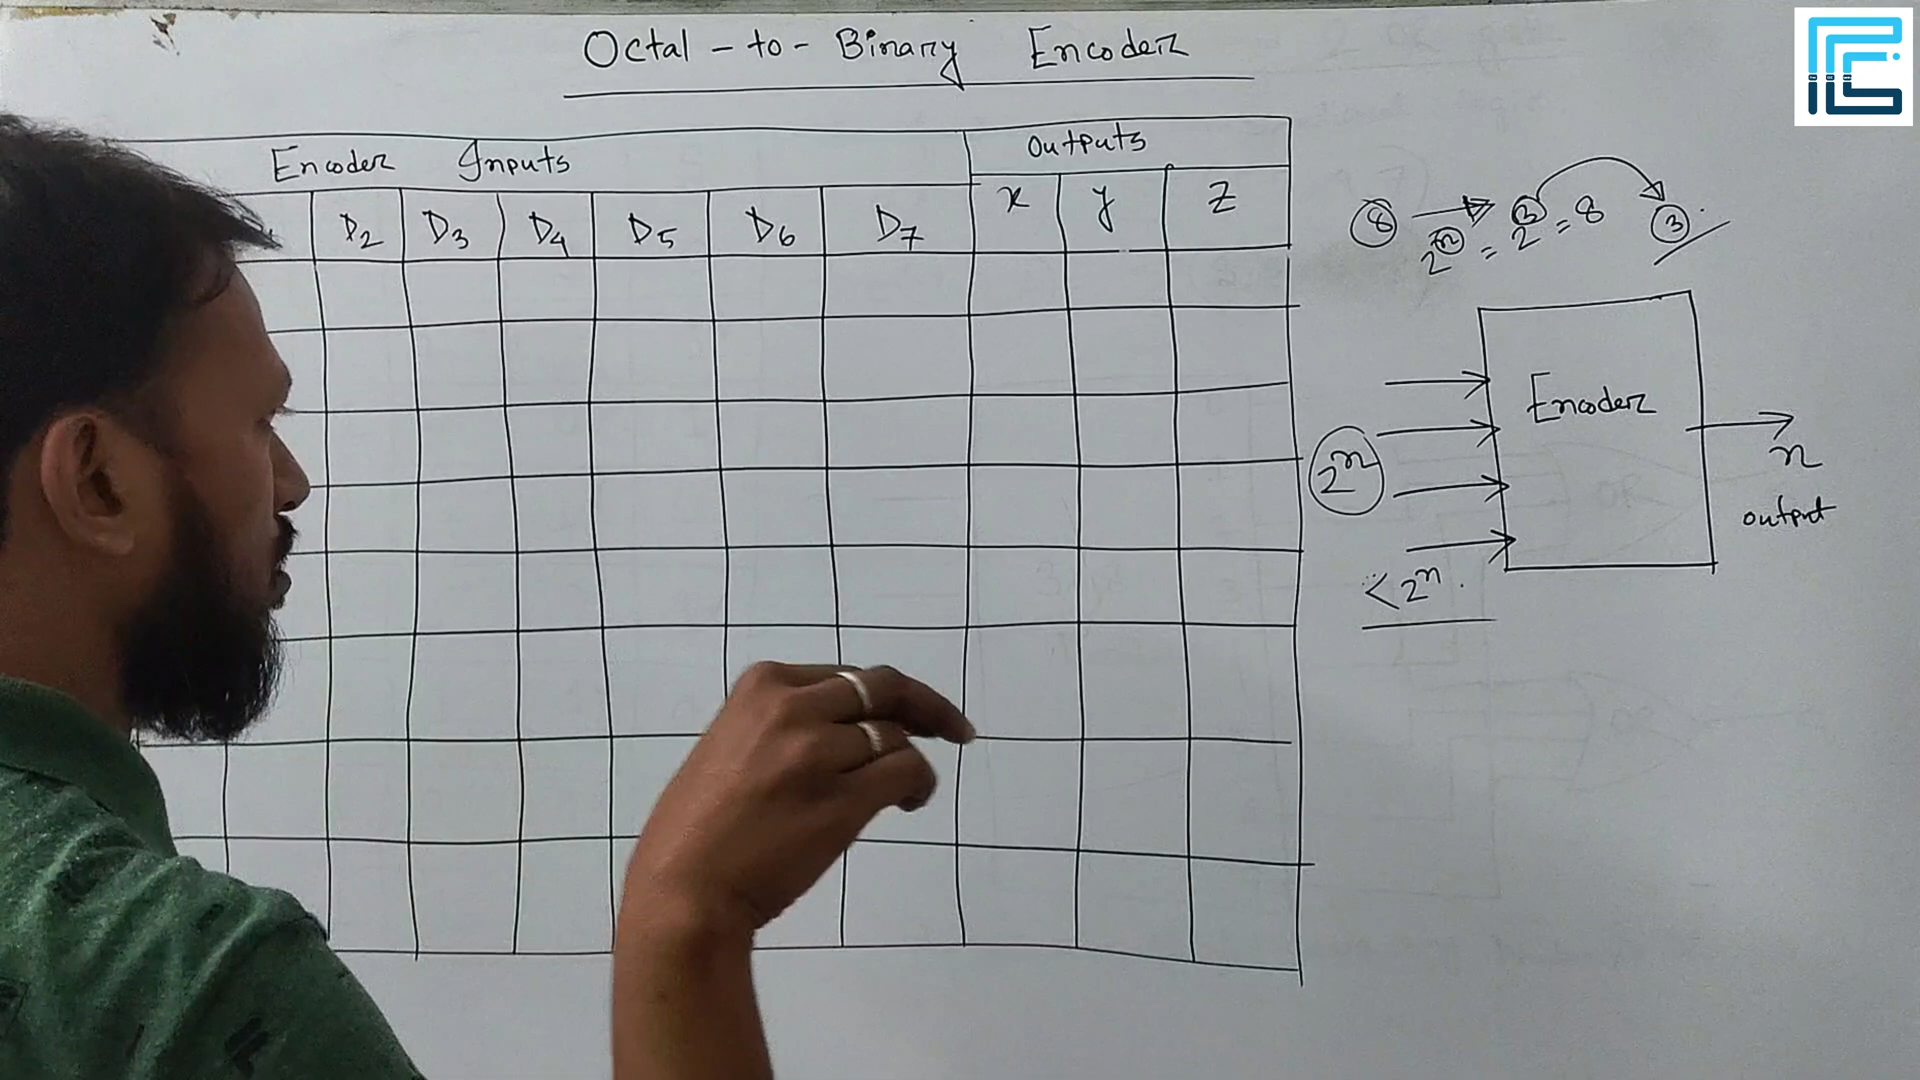 Octal-to-Binary Encoder
Encoder Inputs Outputs
D2 D3 D4 D5 D6 D7 x y z
8 → 2^n = 2^3 = 8 3
Encoder
2^n
n
output
< 2^n.